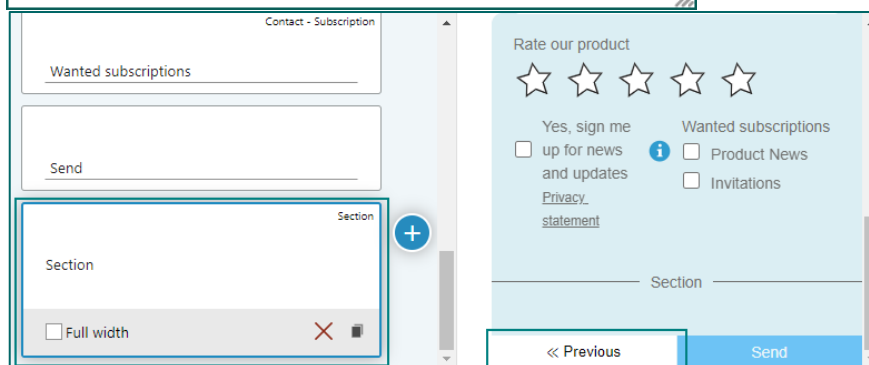 Contact - Subscription
Wanted subscriptions
Send
Section
Section
Full width
Rate our product
Yes, sign me
up for news
and updates
Privacy
statement
Wanted subscriptions
Product News
Invitations
Section
« Previous
Send